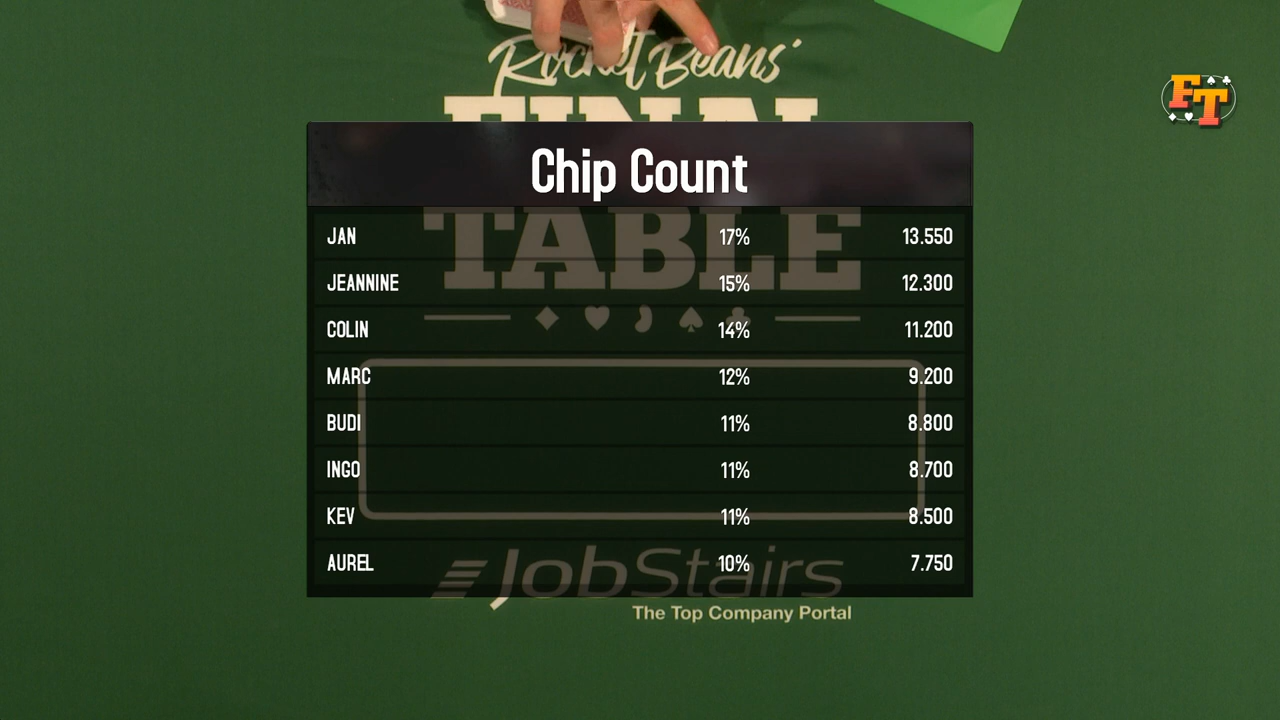 Rocket Beans'
FINAL
FT
Chip Count
TABLE
JAN 17% 13.550
JEANNINE 15% 12.300
COLIN 14% 11.200
MARC 12% 9.200
BUDI 11% 8.800
INGO 11% 8.700
KEV 11% 8.500
AUREL 10% 7.750
JobStairs
The Top Company Portal